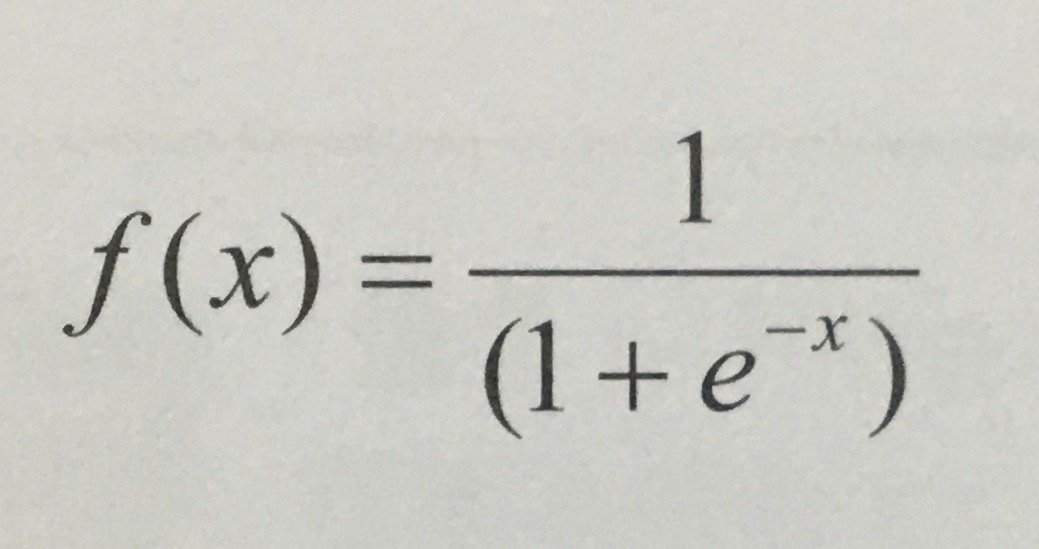 f(x) = 1 / (1 + e^{-x})